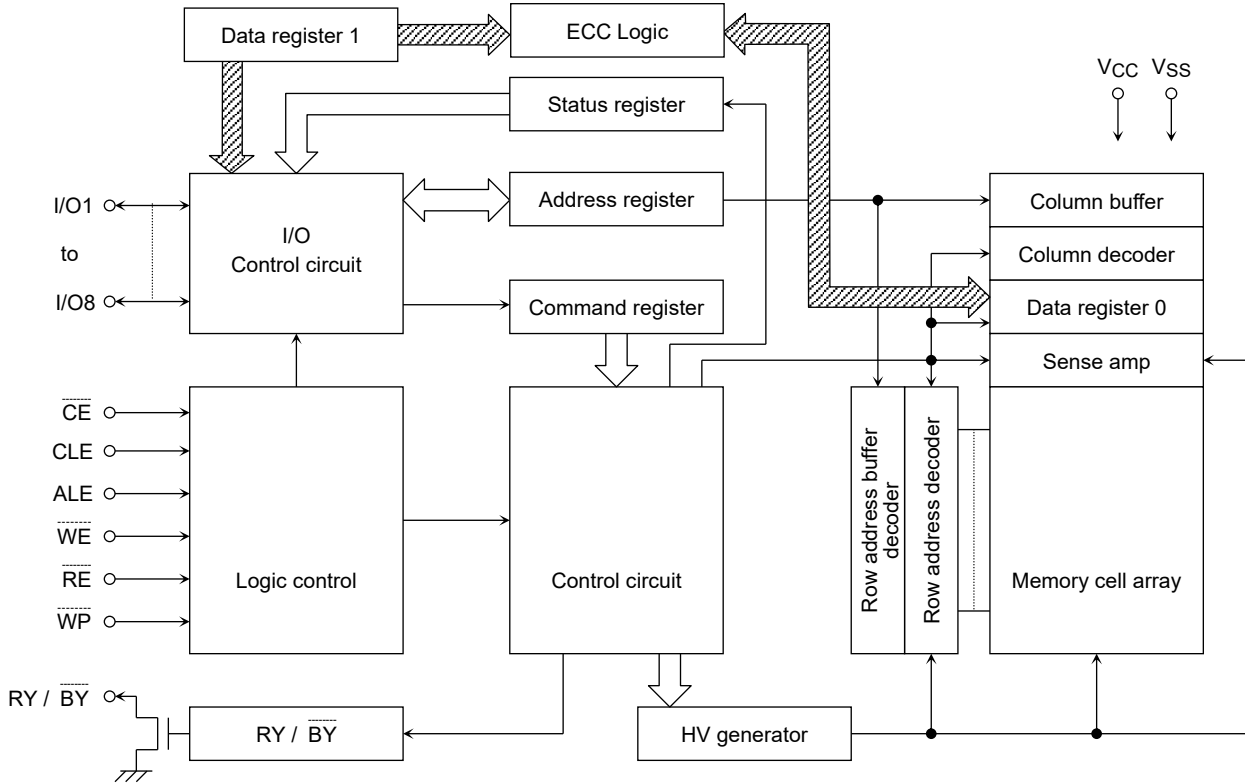 Data register 1
ECC Logic
Status register
VCC
VSS
I/O1
to
I/O8
I/O
Control circuit
Address register
Column buffer
Column decoder
Command register
Data register 0
Sense amp
CE
CLE
ALE
WE
RE
WP
Logic control
Control circuit
Row address buffer
decoder
Row address decoder
Memory cell array
RY / BY
RY / BY
HV generator